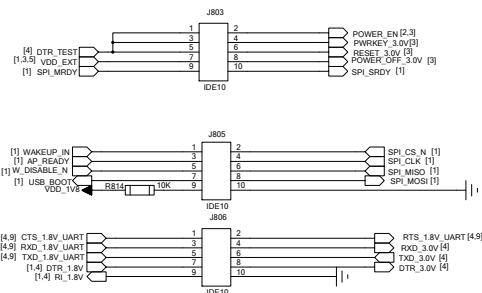 J803
1 2 POWER_EN [2,3]
3 4 PWRKEY_3.0V[3]
[4] DTR_TEST 5 6 RESET_3.0V [3]
[1,3,5] VDD_EXT 7 8 POWER_OFF_3.0V [3]
[1] SPI_MRDY 9 10 SPI_SRDY [1]
IDE10
J805
[1] WAKEUP_IN 1 2 SPI_CS_N [1]
[1] AP_READY 3 4 SPI_CLK [1]
[1] W_DISABLE_N 5 6 SPI_MISO [1]
[1] USB_BOOT 7 8 SPI_MOSI [1]
VDD_1V8 R814 10K 9 10
IDE10
J806
[4,9] CTS_1.8V_UART 1 2 RTS_1.8V_UART [4,9]
[4,9] RXD_1.8V_UART 3 4 RXD_3.0V [4]
[4,9] TXD_1.8V_UART 5 6 TXD_3.0V [4]
[1,4] DTR_1.8V 7 8 DTR_3.0V [4]
[1,4] RI_1.8V 9 10
IDE10